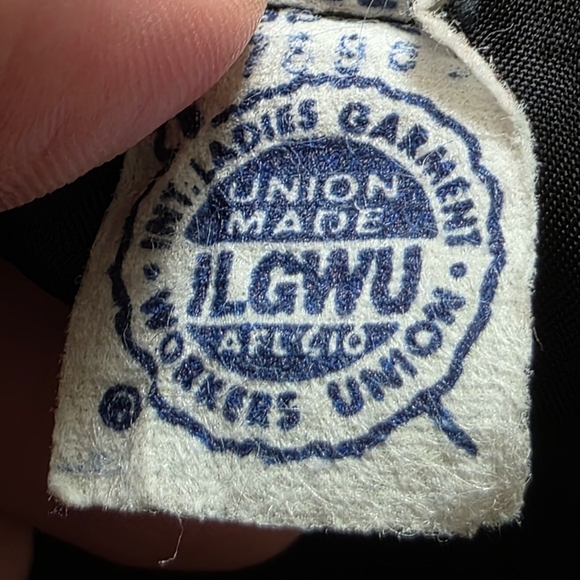 INT. LADIES GARMENT
UNION
MADE
ILGWU
AFL CIO
WORKERS UNION
®